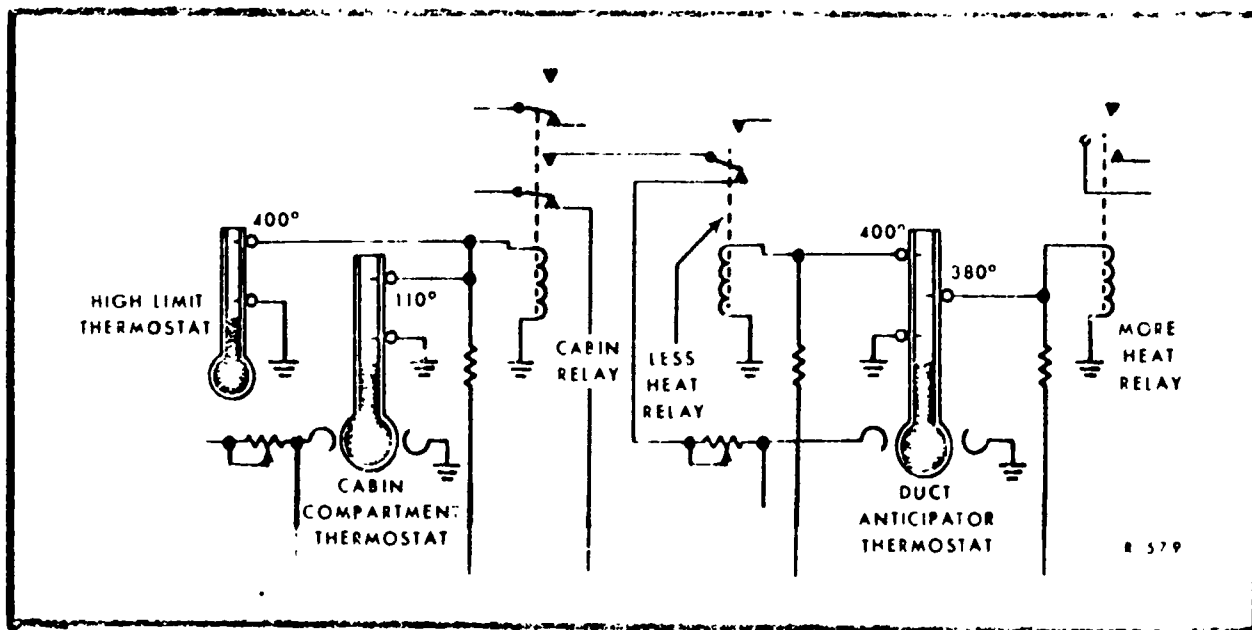 400°
HIGH LIMIT
THERMOSTAT
110°
CABIN
COMPARTMENT
THERMOSTAT
CABIN
RELAY
LESS
HEAT
RELAY
400°
380°
DUCT
ANTICIPATOR
THERMOSTAT
MORE
HEAT
RELAY
R 579